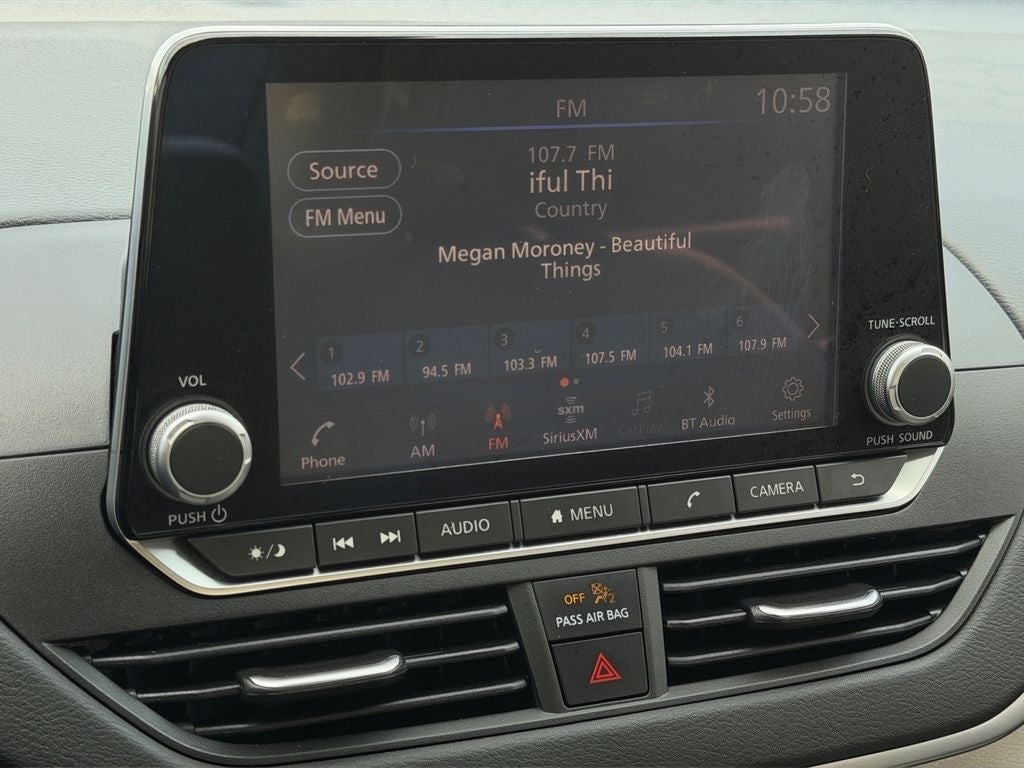 FM
10:58
Source
107.7 FM
iful Thi
FM Menu
Country
Megan Moroney - Beautiful
Things
1
102.9 FM
2
94.5 FM
3
103.3 FM
4
107.5 FM
5
104.1 FM
6
107.9 FM
Phone
AM
FM
sxm
SiriusXM
CarPlay
BT Audio
Settings
VOL
PUSH
TUNE·SCROLL
PUSH SOUND
AUDIO
MENU
CAMERA
OFF
2
PASS AIR BAG